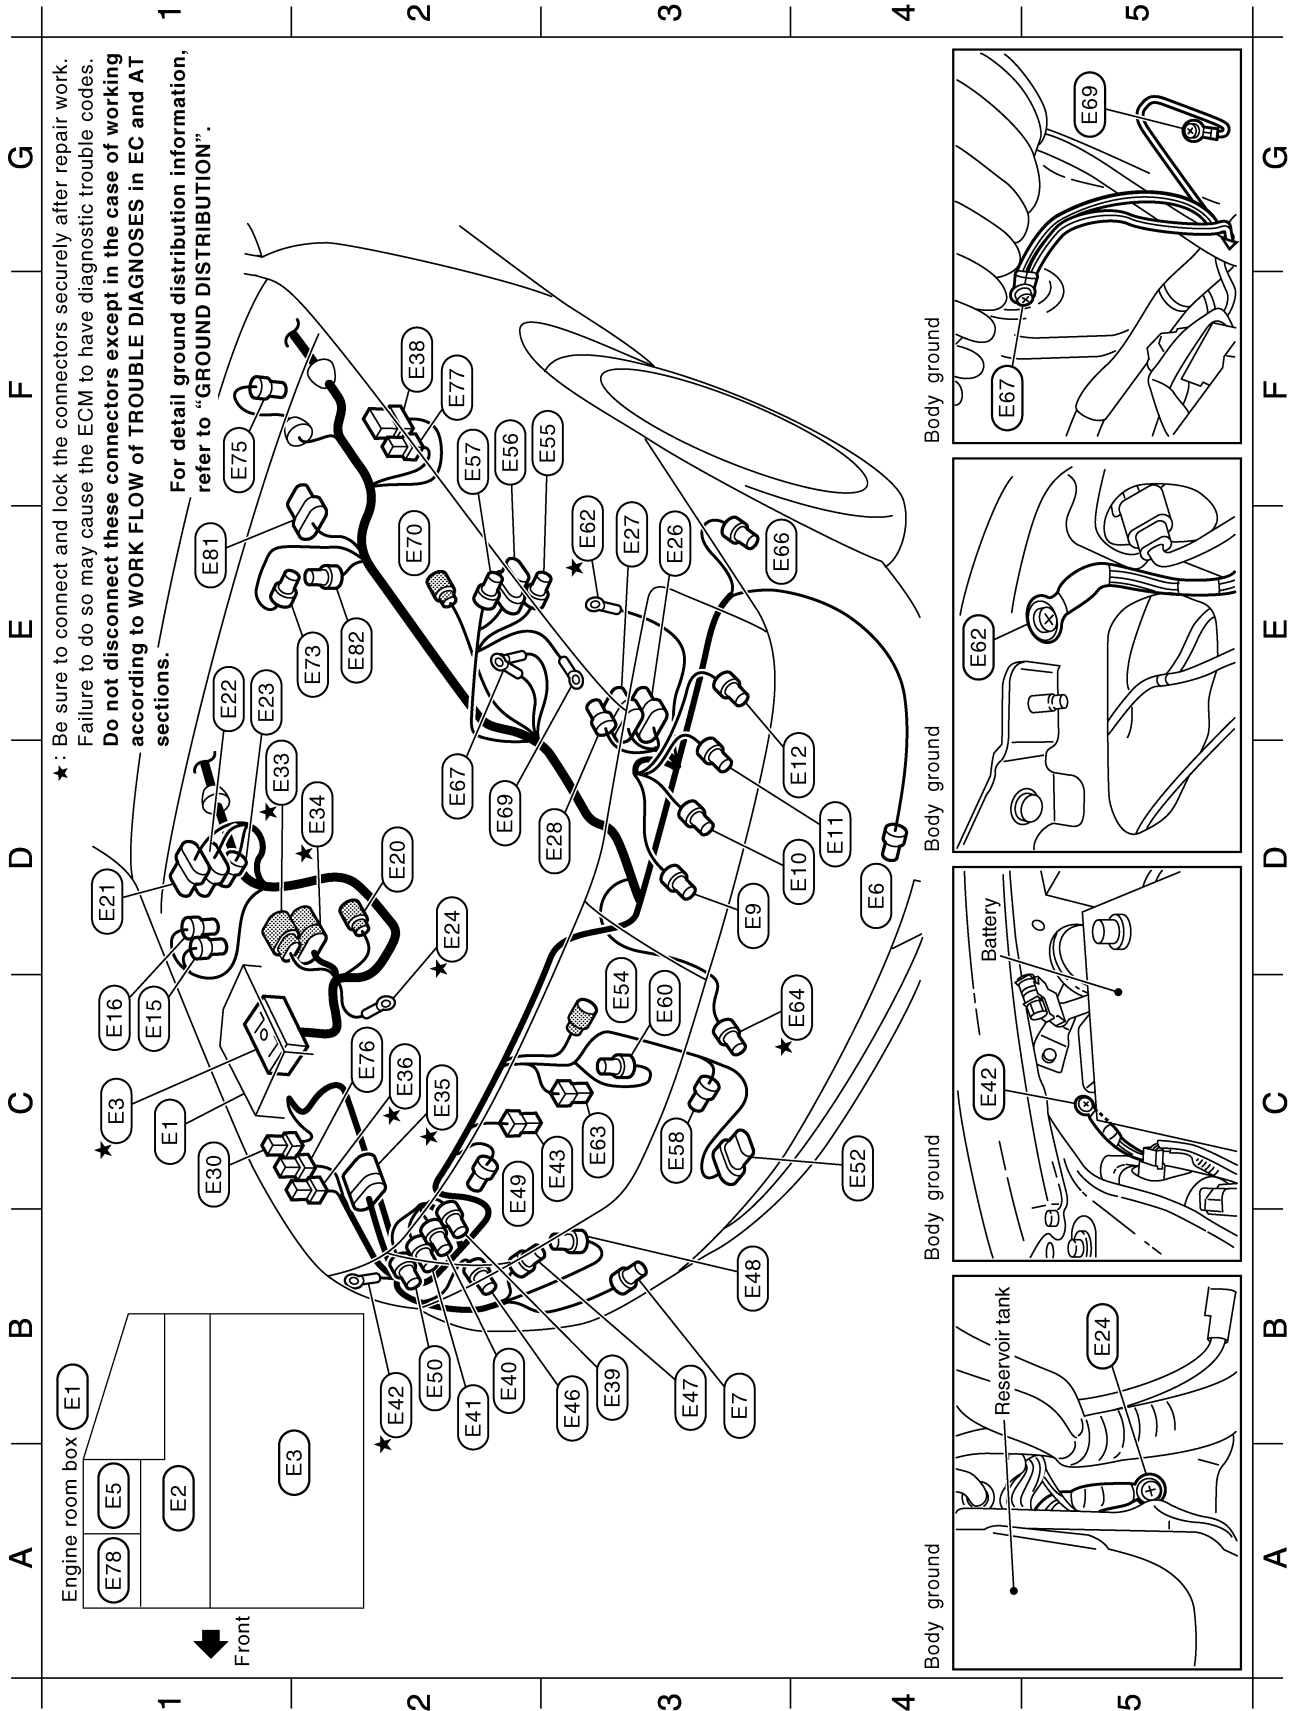 A B C D E F G
1
2
3
4
5
★ : Be sure to connect and lock the connectors securely after repair work.
Failure to do so may cause the ECM to have diagnostic trouble codes.
Do not disconnect these connectors except in the case of working
according to WORK FLOW OF TROUBLE DIAGNOSES in EC and AT
sections.
For detail ground distribution information,
refer to “GROUND DISTRIBUTION”.
Engine room box E1
E78
E5
E2
E3
Front
★ E3
E1
E30
E16
E15
E21
E22
E23
★ E33
★ E34
E20
★ E24
E76
★ E36
★ E35
E81
E73
E82
E75
E38
E77
E70
E57
E56
E55
★ E62
E27
E26
E66
E67
E69
E28
E12
E11
E10
E9
E6
E54
E60
★ E64
E49
E43
E63
E58
E52
★ E42
E50
E41
E40
E46
E39
E47
E7
E48
Body ground
Reservoir tank
E24
Body ground
E42
Battery
Body ground
E62
Body ground
E67
E69
1
2
3
4
5
A B C D E F G